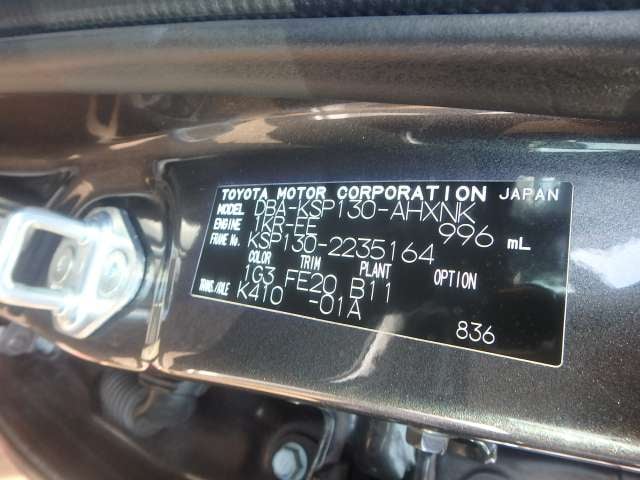 TOYOTA MOTOR CORPORATION JAPAN
MODEL DBA-KSP130-AHXNK
ENGINE 1KR-FE 996 mL
FRAME No. KSP130-2235164
COLOR TRIM PLANT OPTION
1G3 FE20 B11
TRANS./AXLE K410 -01A
836